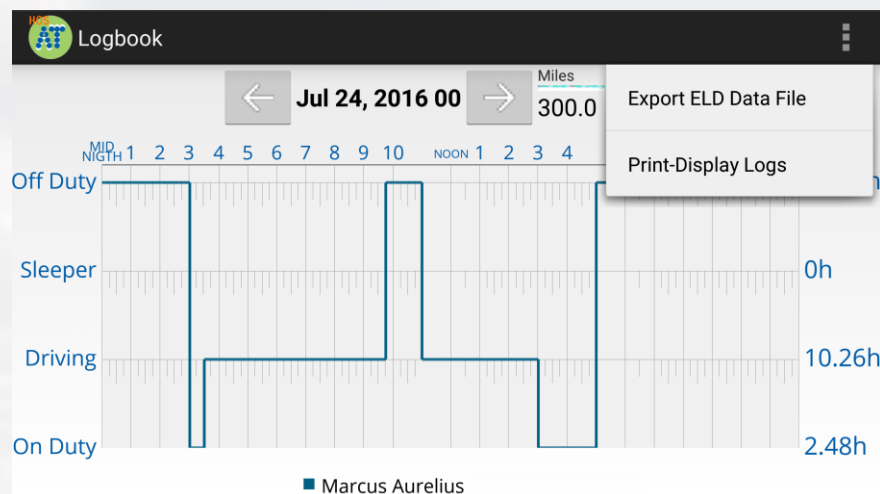 HOS
AT
Logbook
Jul 24, 2016 00
Miles
300.0
Export ELD Data File
Print-Display Logs
MID
NIGTH 1 2 3 4 5 6 7 8 9 10 NOON 1 2 3 4
Off Duty h
Sleeper 0h
Driving 10.26h
On Duty 2.48h
Marcus Aurelius